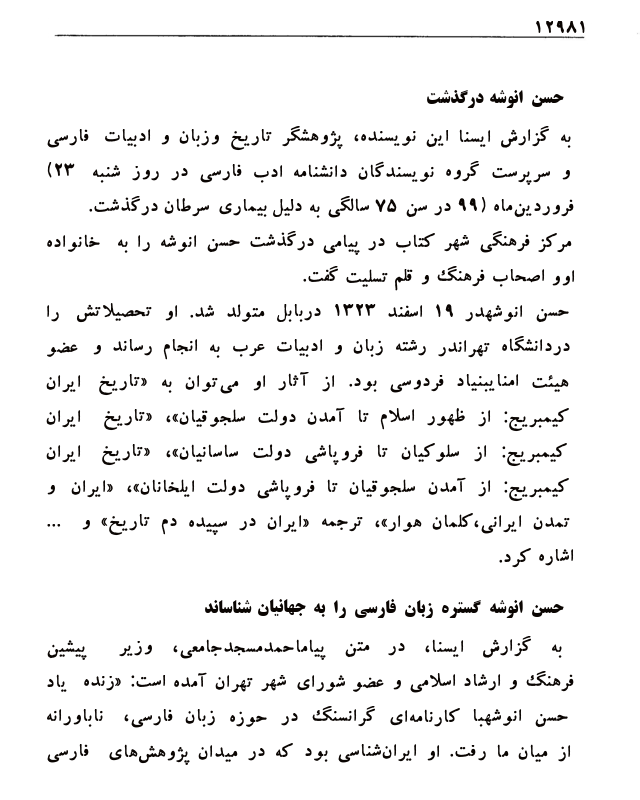 ۱۲۹۸۱
حسن انوشه درگذشت
به گزارش ایسنا این نویسنده، پژوهشگر تاریخ وزبان و ادبیات فارسی
و سرپرست گروه نویسندگان دانشنامه ادب فارسی در روز شنبه ۲۳)
فروردین‌ماه (۹۹ در سن ۷۵ سالگی به دلیل بیماری سرطان درگذشت.
مرکز فرهنگی شهر کتاب در پیامی درگذشت حسن انوشه را به خانواده
اوو اصحاب فرهنگ و قلم تسلیت گفت.
حسن انوشهدر ۱۹ اسفند ۱۳۲۳ دربابل متولد شد. او تحصیلاتش را
دردانشگاه تهراندر رشته زبان و ادبیات عرب به انجام رساند و عضو
هیئت امنایبنیاد فردوسی بود. از آثار او می‌توان به «تاریخ ایران
کیمبریج: از ظهور اسلام تا آمدن دولت سلجوقیان»، «تاریخ ایران
کیمبریج: از سلوکیان تا فروپاشی دولت ساسانیان»، «تاریخ ایران
کیمبریج: از آمدن سلجوقیان تا فروپاشی دولت ایلخانان»، «ایران و
تمدن ایرانی،کلمان هوار»، ترجمه «ایران در سپیده دم تاریخ» و ...
اشاره کرد.
حسن انوشه گستره زبان فارسی را به جهانیان شناساند
به گزارش ایسنا، در متن پیاماحمدمسجدجامعی، وزیر پیشین
فرهنگ و ارشاد اسلامی و عضو شورای شهر تهران آمده است: «زنده یاد
حسن انوشهبا کارنامه‌ای گرانسنگ در حوزه زبان فارسی، ناباورانه
از میان ما رفت. او ایران‌شناسی بود که در میدان پژوهش‌های فارسی